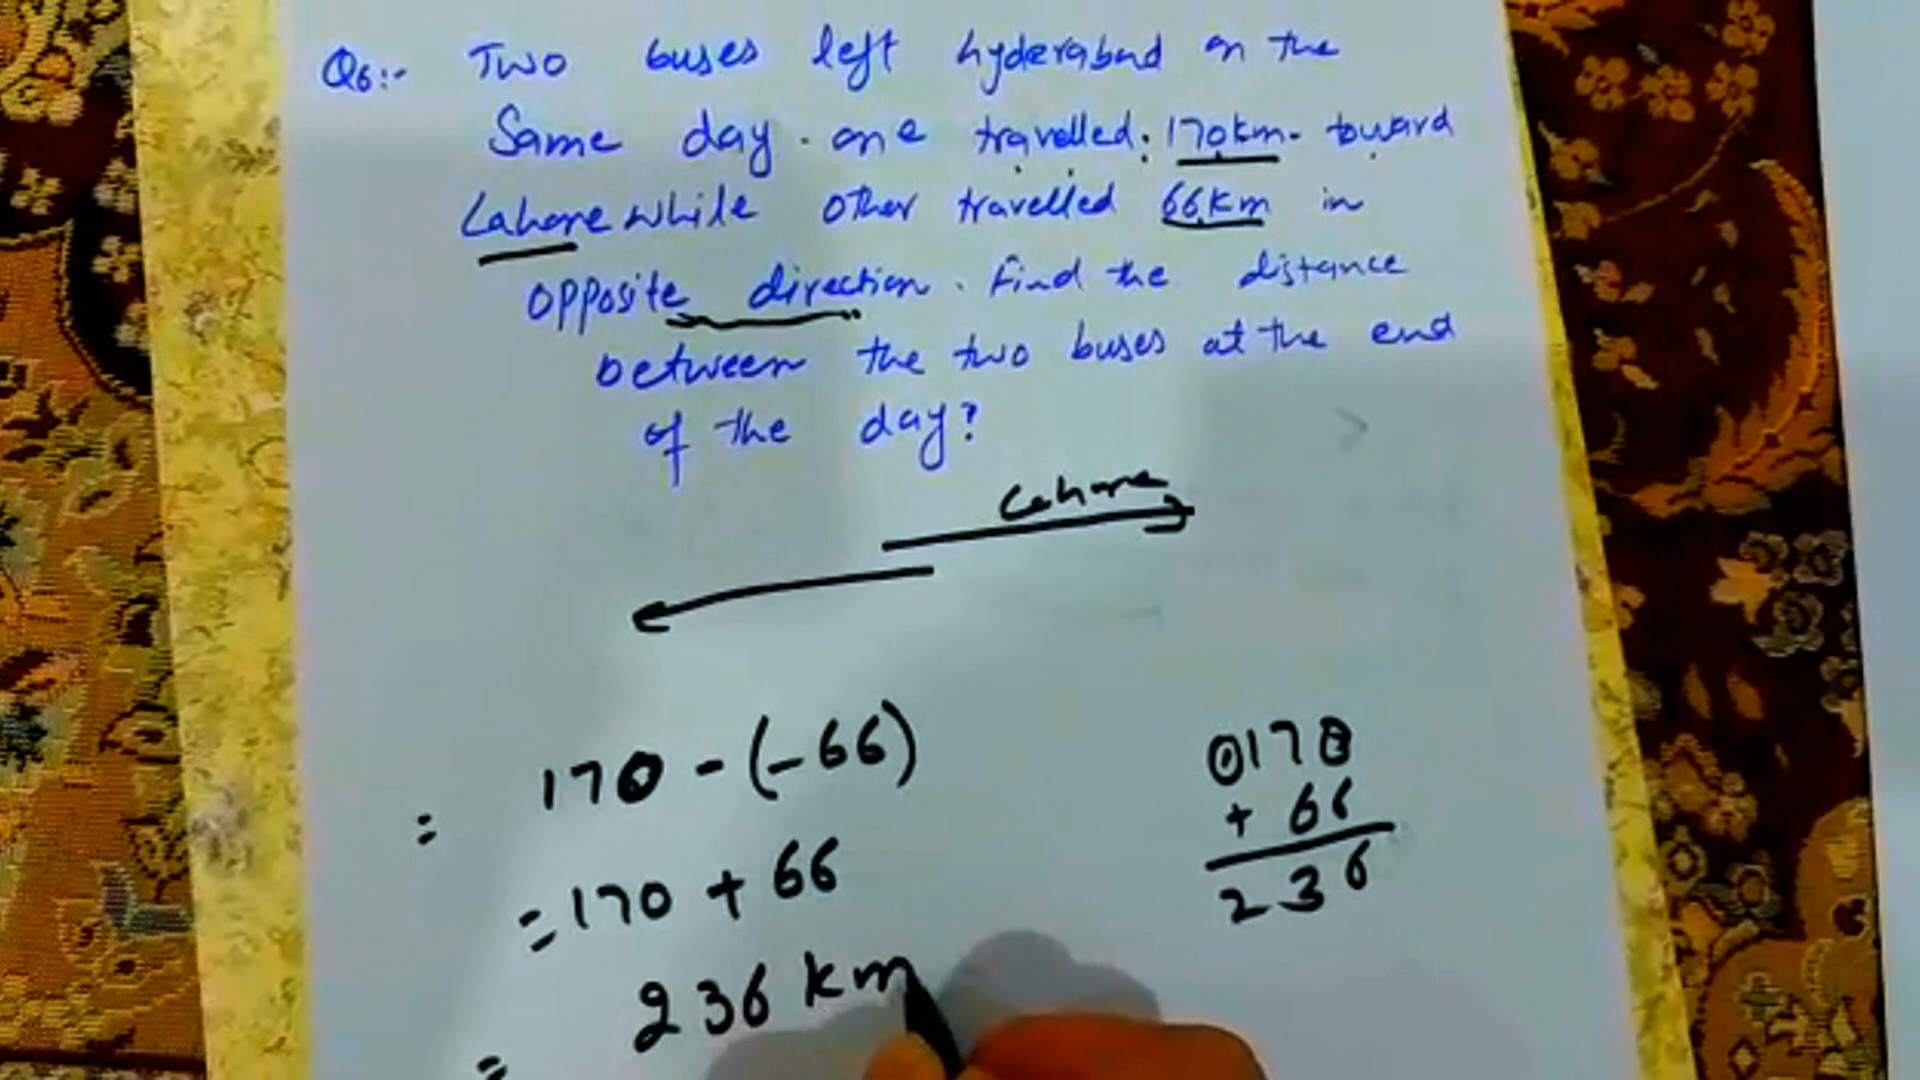 Q6:- Two buses left hyderabad on the
Same day. one travelled: 170km. toward
Lahore while other travelled 66km in
opposite direction. Find the distance
between the two buses at the end
of the day?
Lahore
170 - (-66)
=
= 170 + 66
236 km
=
0170
+ 66
236